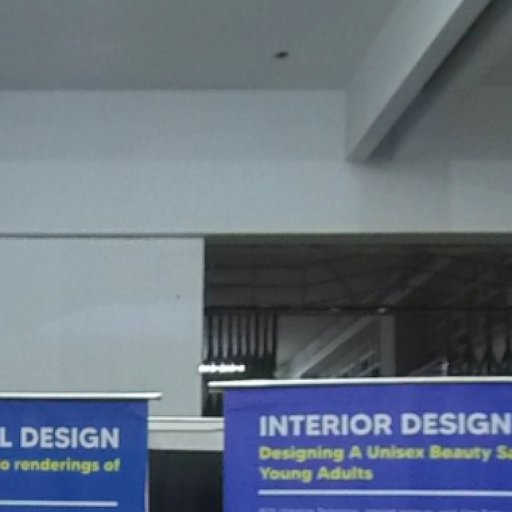 L DESIGN
o renderings of
INTERIOR DESIGN
Designing A Unisex Beauty Sa
Young Adults